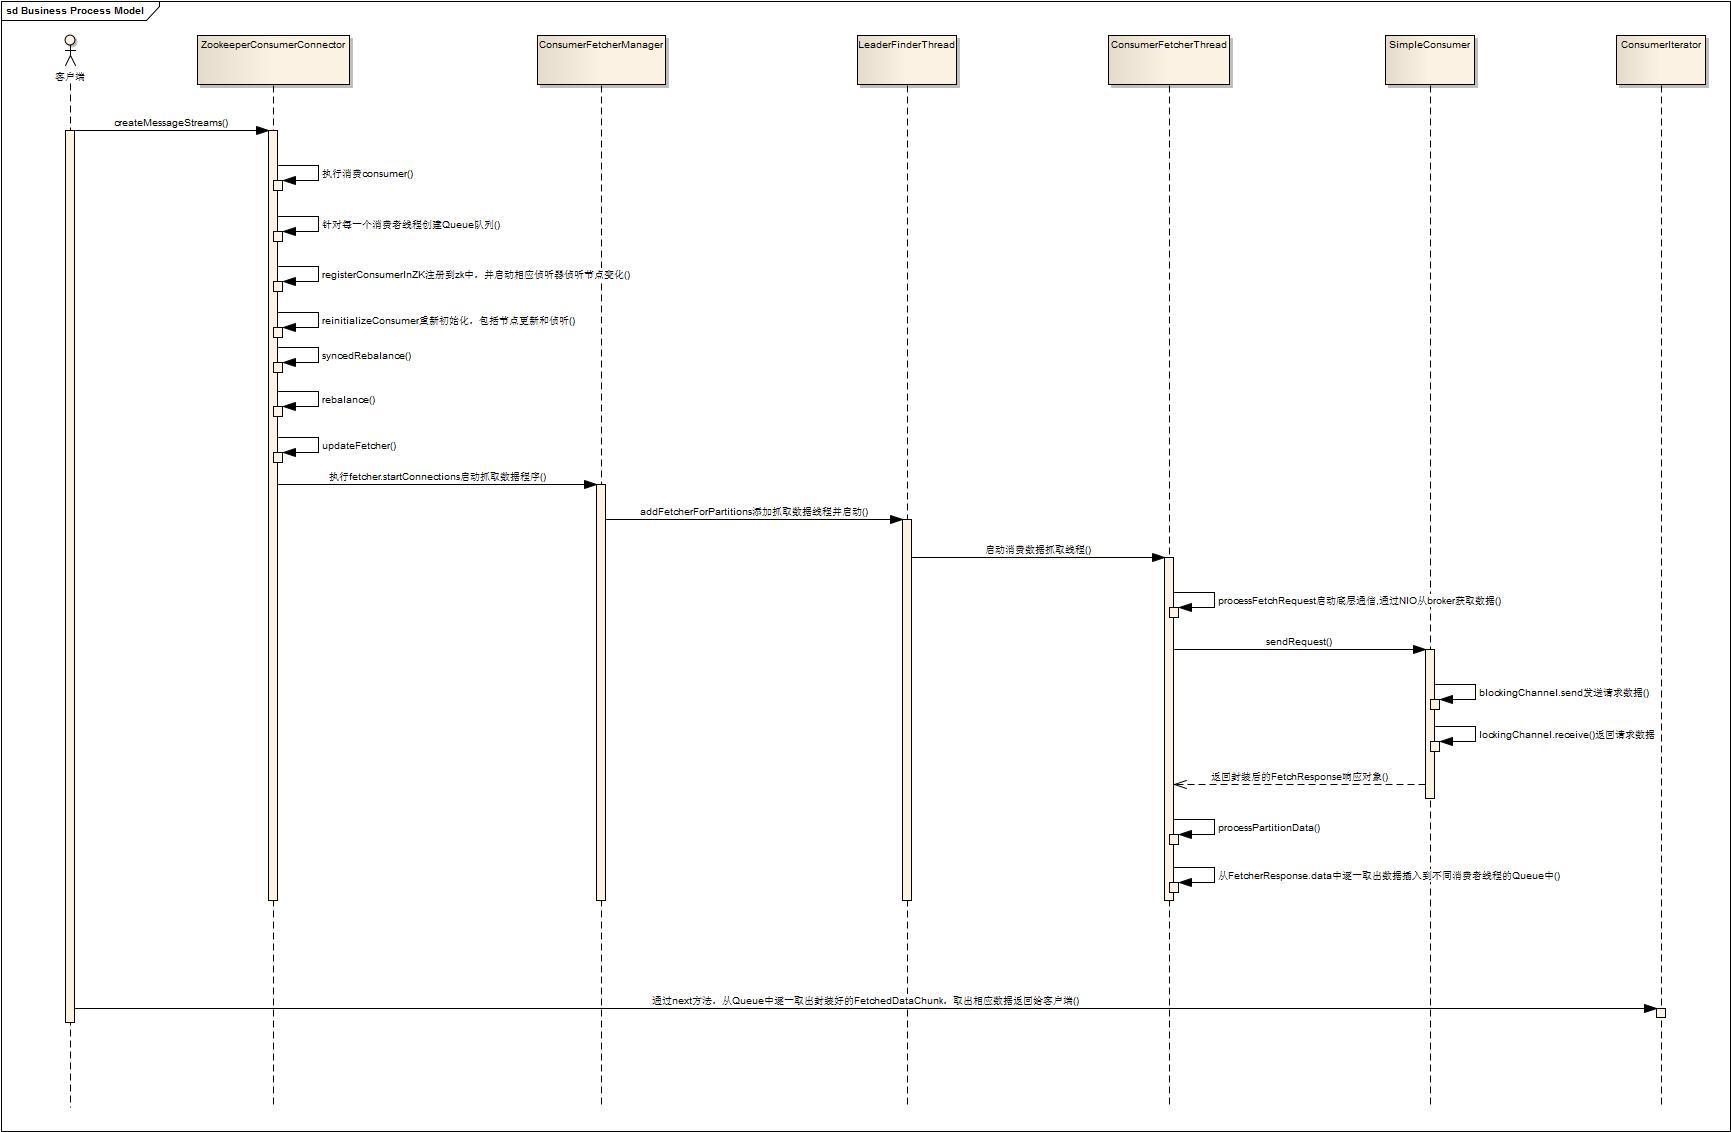 sd Business Process Model
客户端
ZookeeperConsumerConnector
ConsumerFetcherManager
LeaderFinderThread
ConsumerFetcherThread
SimpleConsumer
ConsumerIterator
createMessageStreams()
执行消费consumer()
针对每一个消费者线程创建Queue队列()
registerConsumerInZK注册到zk中，并启动相应侦听器侦听节点变化()
reinitializeConsumer重新初始化，包括节点更新和侦听()
syncedRebalance()
rebalance()
updateFetcher()
执行fetcher.startConnections启动抓取数据程序()
addFetcherForPartitions添加抓取数据线程并启动()
启动消费数据抓取线程()
processFetchRequest启动底层通信,通过NIO从broker获取数据()
sendRequest()
blockingChannel.send发送请求数据()
lockingChannel.receive()返回请求数据
返回封装后的FetchResponse响应对象()
processPartitionData()
从FetcherResponse.data中逐一取出数据插入到不同消费者线程的Queue中()
通过next方法，从Queue中逐一取出封装好的FetchedDataChunk，取出相应数据返回给客户端()